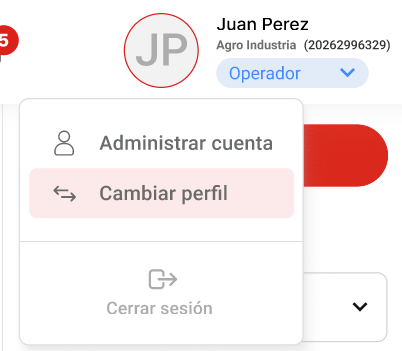 5
JP
Juan Perez
Agro Industria (20262996329)
Operador
Administrar cuenta
Cambiar perfil
Cerrar sesión